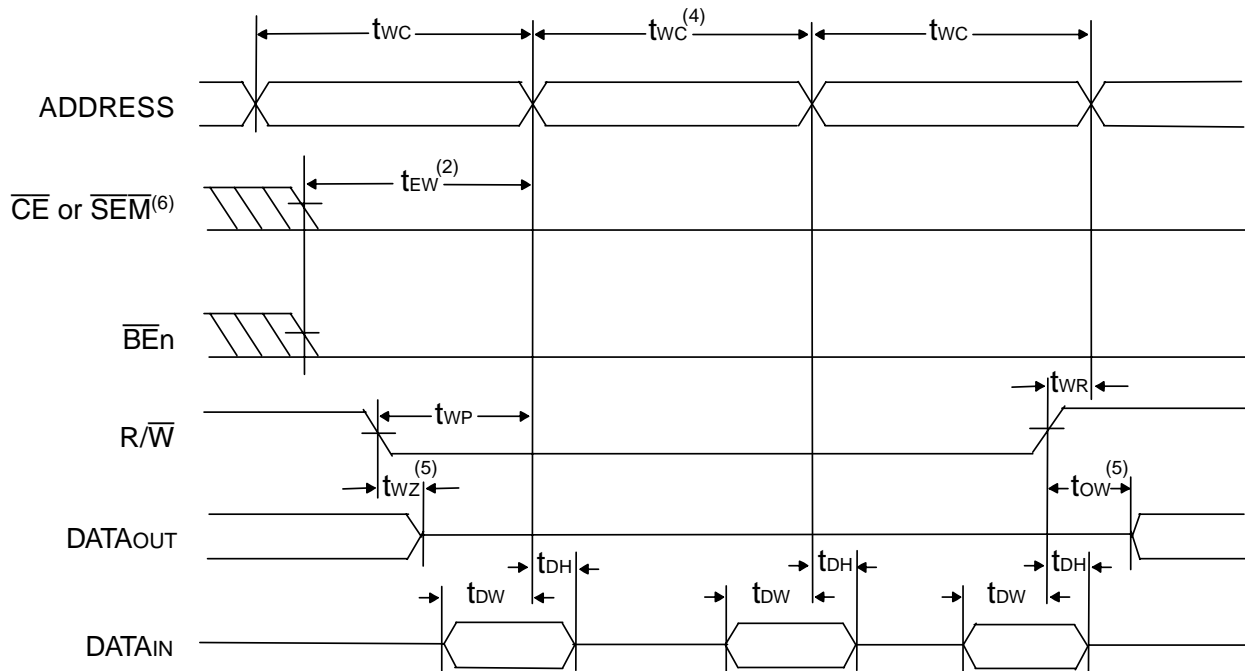 tWC tWC(4) tWC
ADDRESS
tEW(2)
CE or SEM(6)
BEn
tWR
tWP
R/W
tWZ(5) tOW(5)
DATAOUT
tDH tDH tDH
tDW tDW tDW
DATAIN